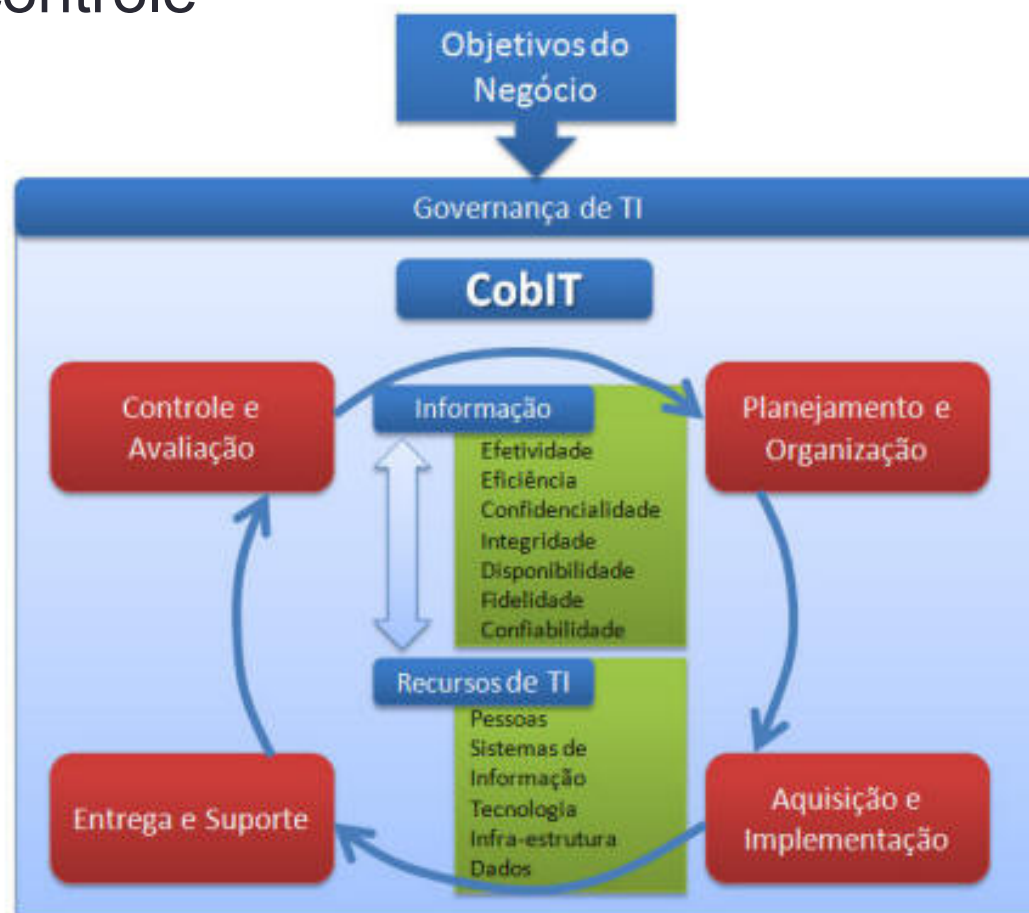 controle
Objetivos do
Negócio
Governança de TI
CobIT
Controle e
Avaliação
Informação
Efetividade
Eficiência
Confidencialidade
Integridade
Disponibilidade
Fidelidade
Confiabilidade
Planejamento e
Organização
Recursos de TI
Pessoas
Sistemas de
Informação
Tecnologia
Infra-estrutura
Dados
Entrega e Suporte
Aquisição e
Implementação